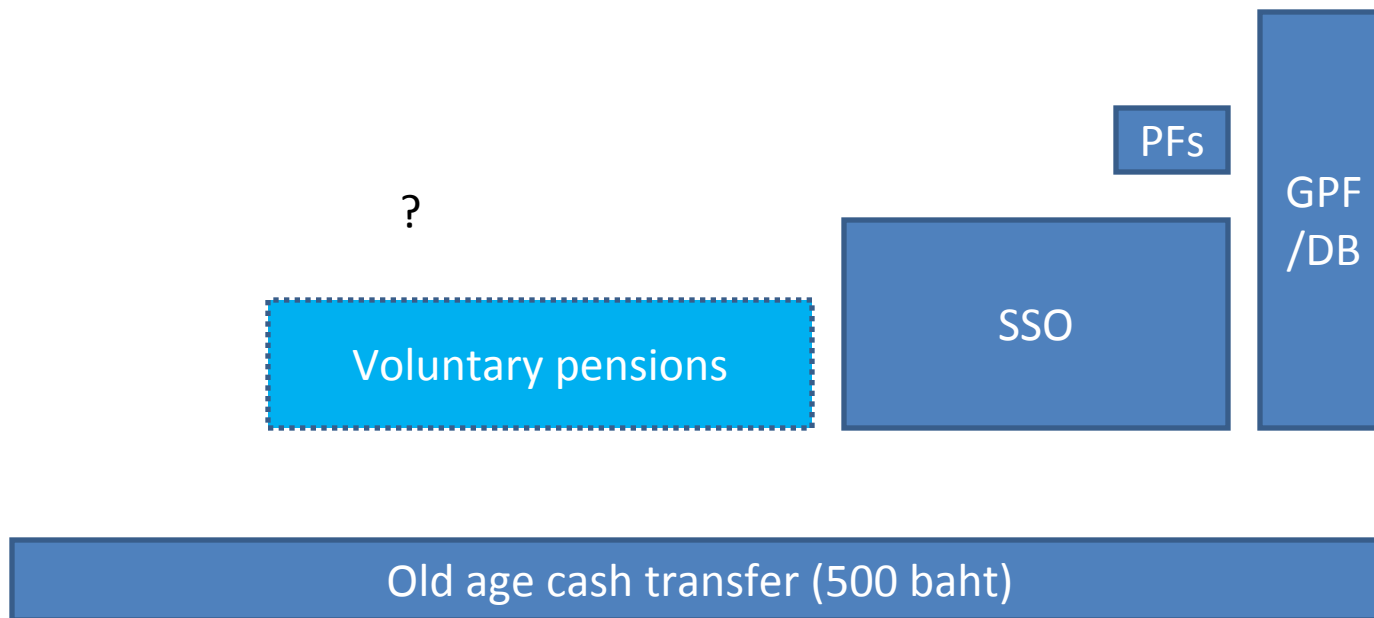 PFs
GPF
/DB
?
SSO
Voluntary pensions
Old age cash transfer (500 baht)